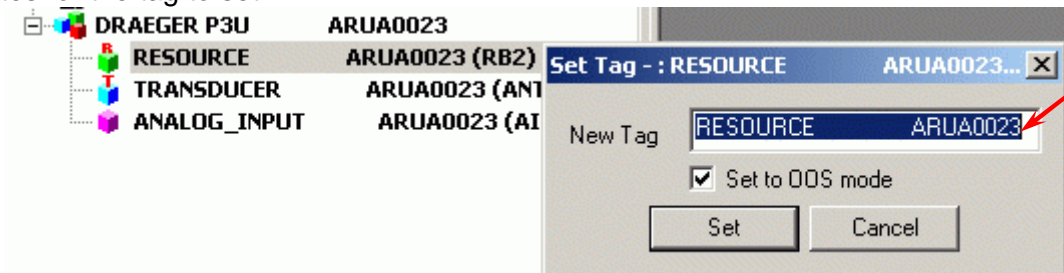 DRAEGER P3U ARUA0023
RESOURCE ARUA0023 (RB2)
TRANSDUCER ARUA0023 (ANT
ANALOG_INPUT ARUA0023 (AI
Set Tag - : RESOURCE ARUA0023...
New Tag RESOURCE ARUA0023
Set to OOS mode
Set Cancel